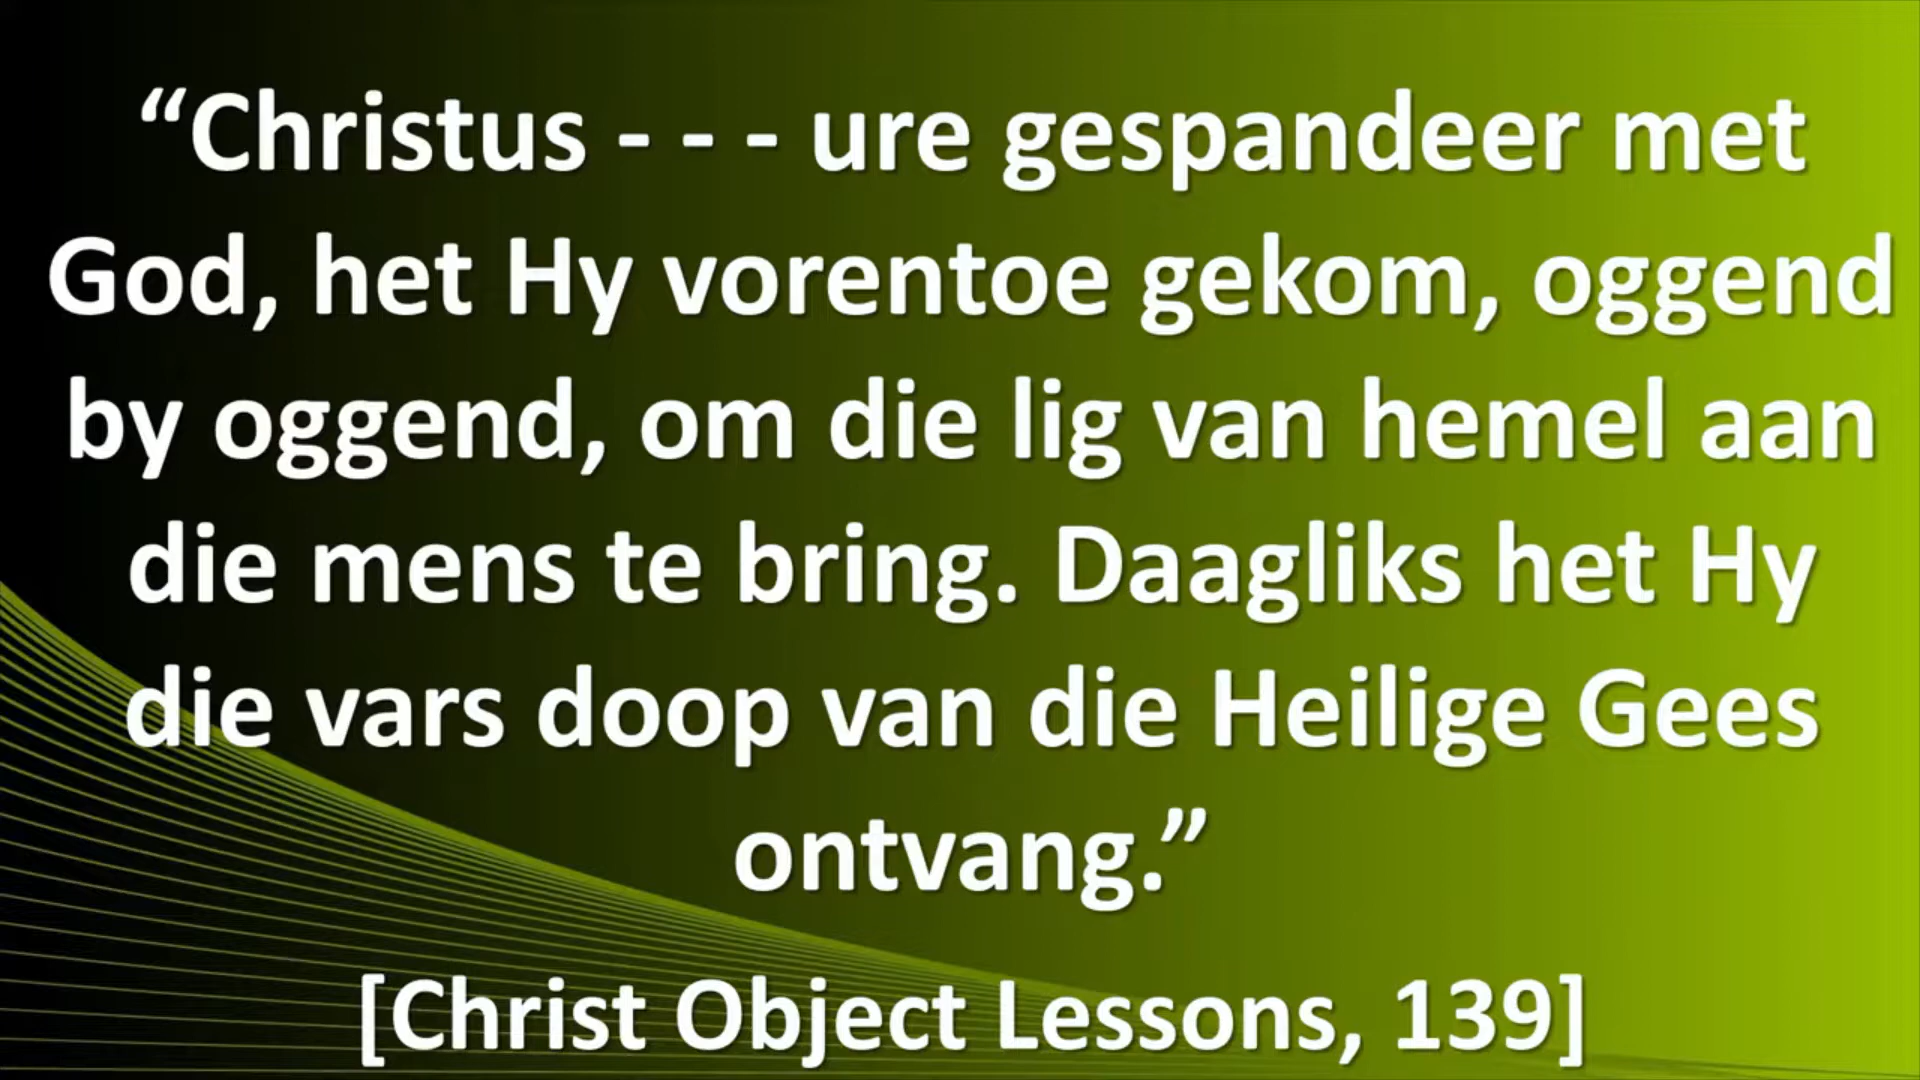 “Christus - - - ure gespandeer met
God, het Hy vorentoe gekom, oggend
by oggend, om die lig van hemel aan
die mens te bring. Daagliks het Hy
die vars doop van die Heilige Gees
ontvang.”
[Christ Object Lessons, 139]